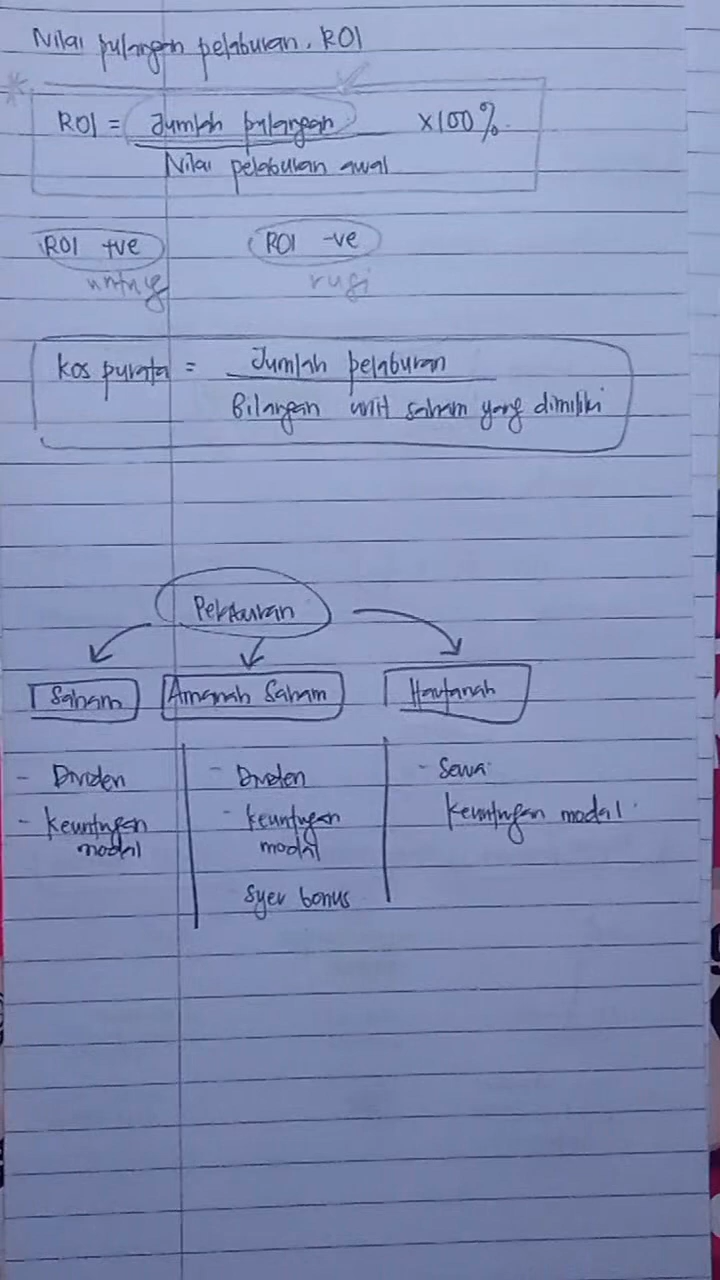 Nilai pulangan pelaburan. ROI
ROI = Jumlah pulangan x100%.
Nilai pelaburan awal
ROI +ve ROI -ve
untung rugi
Kos purata = Jumlah pelaburan
Bilangan unit saham yang dimiliki
Pelaburan
Saham Amanah Saham Hartanah
- Dividen - Dividen - Sewa
- Keuntungan - Keuntungan Keuntungan modal
modal modal
Syer bonus